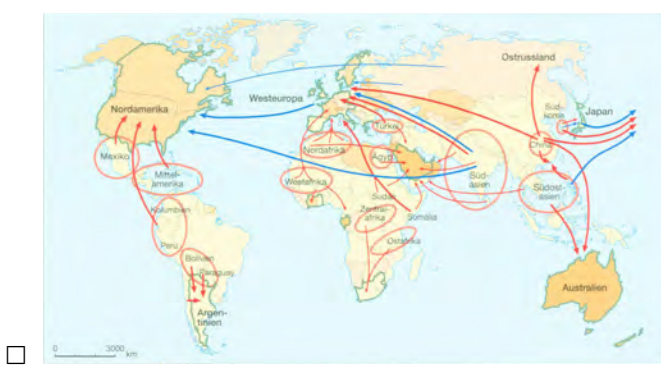 Ostrussland
Nordamerika
Westeuropa
Süd-
korea
Japan
Türkei
China
Mexiko
Nordafrika
Ägypt.
Mittel-
amerika
Westafrika
Süd-
asien
Südost-
asien
Sudan
Kolumbien
Zentral-
afrika
Somalia
Peru
Ostafrika
Bolivien
Paraguay
Australien
Argen-
tinien
0 3000
km